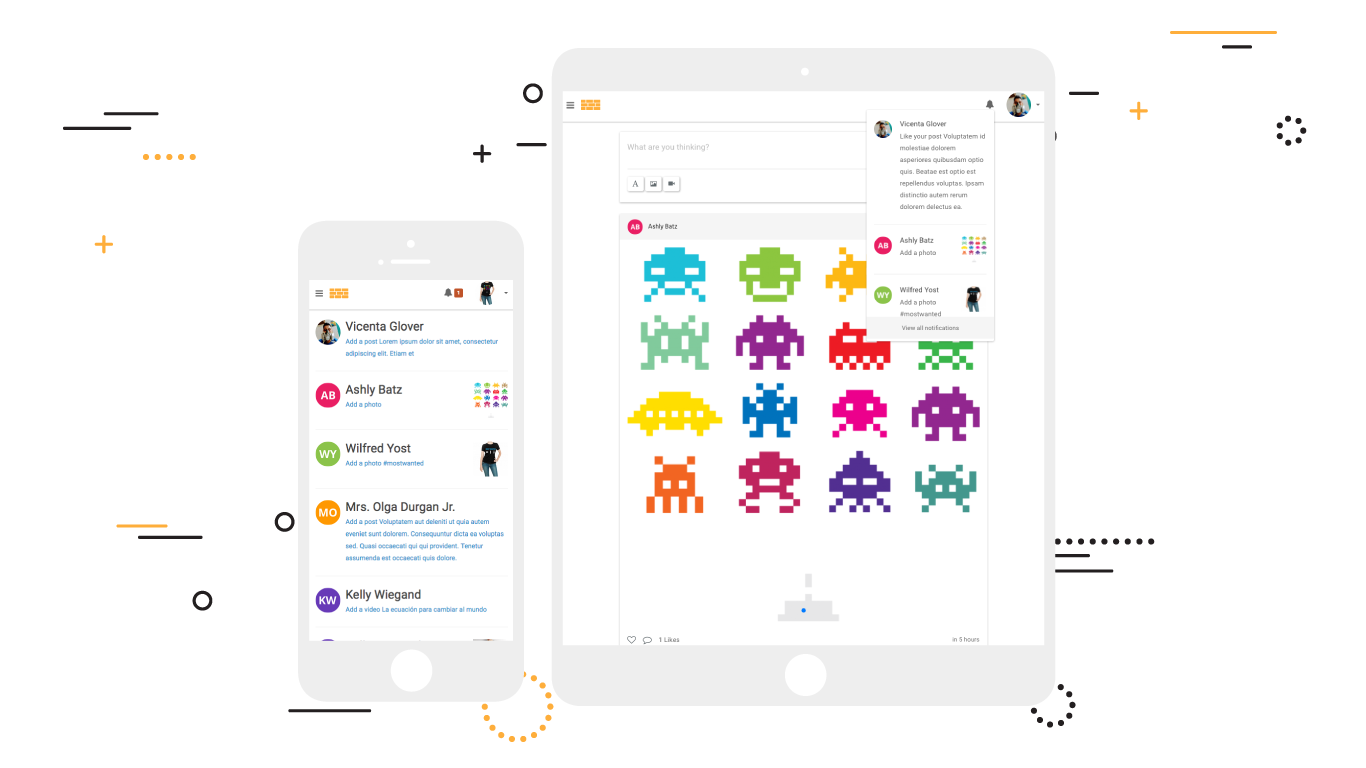 1
Vicenta Glover
Add a post Lorem ipsum dolor sit amet, consectetur
adipiscing elit. Etiam et
AB
Ashly Batz
Add a photo
WY
Wilfred Yost
Add a photo #mostwanted
MO
Mrs. Olga Durgan Jr.
Add a post Voluptatem aut deleniti ut quia autem
eveniet sunt dolorem. Consequuntur dicta ea voluptas
sed. Quasi occaecati qui qui provident. Tenetur
assumenda est occaecati quis dolore.
KW
Kelly Wiegand
Add a video La ecuación para cambiar al mundo
What are you thinking?
A
AB
Ashly Batz
1 Likes
in 5 hours
Vicenta Glover
Like your post Voluptatem id
molestiae dolorem
asperiores quibusdam optio
quis. Beatae est optio est
repellendus voluptas. Ipsam
distinctio autem rerum
dolorem delectus ea.
AB
Ashly Batz
Add a photo
WY
Wilfred Yost
Add a photo
#mostwanted
View all notifications